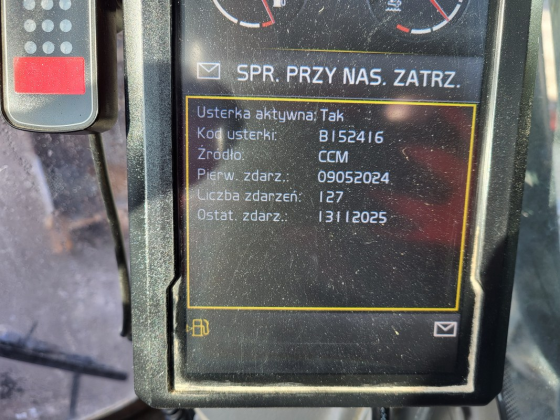 SPR. PRZY NAS. ZATRZ.
Usterka aktywna: Tak
Kod usterki: B152416
Źródło: CCM
Pierw. zdarz.: 09052024
Liczba zdarzeń: 127
Ostat. zdarz.: 13112025